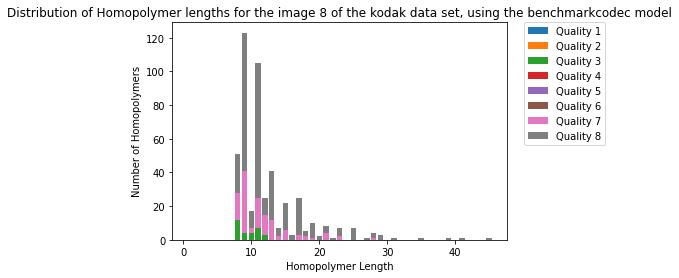 Distribution of Homopolymer lengths for the image 8 of the kodak data set, using the benchmarkcodec model
Number of Homopolymers
120
100
80
60
40
20
0
0
10
20
30
40
Homopolymer Length
Quality 1
Quality 2
Quality 3
Quality 4
Quality 5
Quality 6
Quality 7
Quality 8